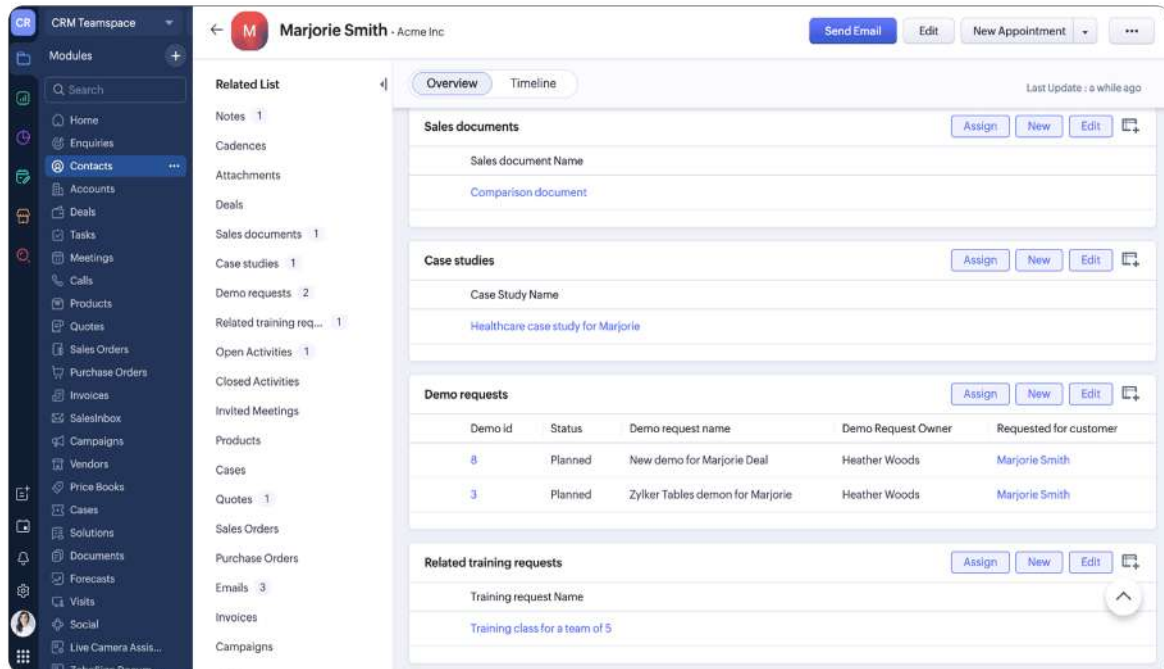 CR
CRM Teamspace
Modules
Search
Home
Enquiries
Contacts
Accounts
Deals
Tasks
Meetings
Calls
Products
Quotes
Sales Orders
Purchase Orders
Invoices
SalesInbox
Campaigns
Vendors
Price Books
Cases
Solutions
Documents
Forecasts
Visits
Social
Live Camera Assis...
M
Marjorie Smith - Acme Inc
Send Email
Edit
New Appointment
Related List
Notes 1
Cadences
Attachments
Deals
Sales documents 1
Case studies 1
Demo requests 2
Related training req... 1
Open Activities 1
Closed Activities
Invited Meetings
Products
Cases
Quotes 1
Sales Orders
Purchase Orders
Emails 3
Invoices
Campaigns
Overview Timeline
Last Update : a while ago
Sales documents Assign New Edit
Sales document Name
Comparison document
Case studies Assign New Edit
Case Study Name
Healthcare case study for Marjorie
Demo requests Assign New Edit
Demo id Status Demo request name Demo Request Owner Requested for customer
8 Planned New demo for Marjorie Deal Heather Woods Marjorie Smith
3 Planned Zylker Tables demon for Marjorie Heather Woods Marjorie Smith
Related training requests Assign New Edit
Training request Name
Training class for a team of 5